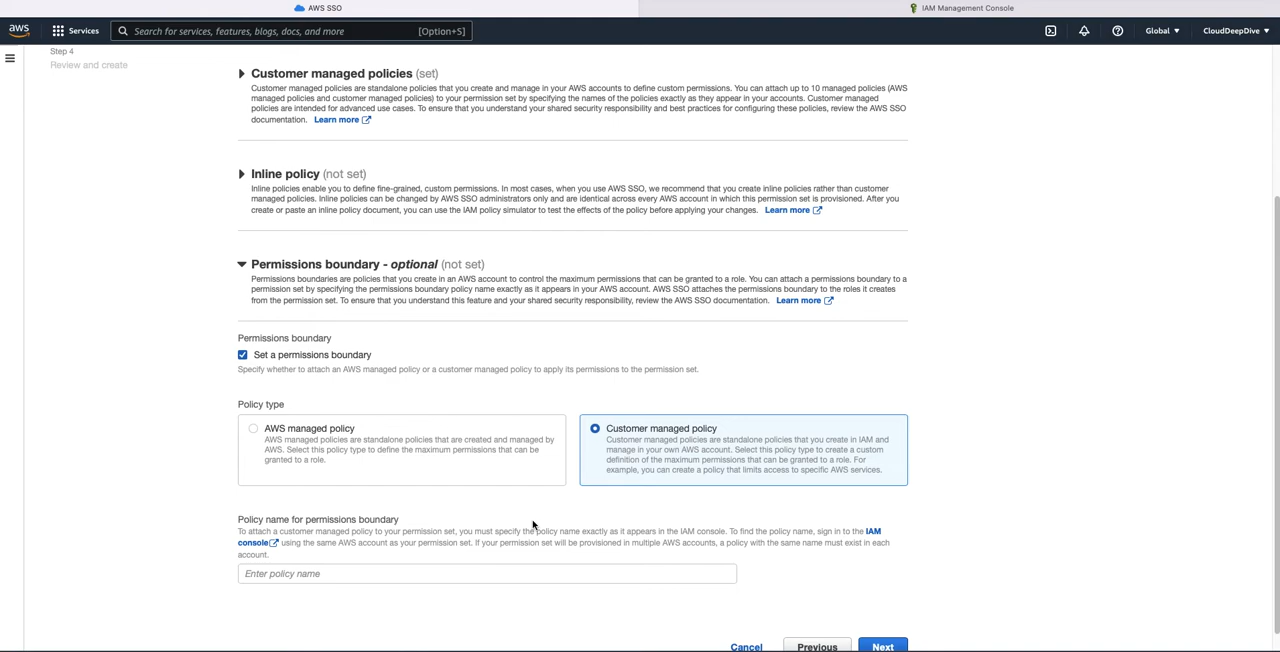 AWS SSO
IAM Management Console
aws
Services
Search for services, features, blogs, docs, and more
[Option+S]
Global
CloudDeepDive
Step 4
Review and create
Customer managed policies (set)
Customer managed policies are standalone policies that you create and manage in your AWS accounts to define custom permissions. You can attach up to 10 managed policies (AWS
managed policies and customer managed policies) to your permission set by specifying the names of the policies exactly as they appear in your accounts. Customer managed
policies are intended for advanced use cases. To ensure that you understand your shared security responsibility and best practices for configuring these policies, review the AWS SSO
documentation. Learn more
Inline policy (not set)
Inline policies enable you to define fine-grained, custom permissions. In most cases, when you use AWS SSO, we recommend that you create inline policies rather than customer
managed policies. Inline policies can be changed by AWS SSO administrators only and are identical across every AWS account in which this permission set is provisioned. After you
create or paste an inline policy document, you can use the IAM policy simulator to test the effects of the policy before applying your changes. Learn more
Permissions boundary - optional (not set)
Permissions boundaries are policies that you create in an AWS account to control the maximum permissions that can be granted to a role. You can attach a permissions boundary to a
permission set by specifying the permissions boundary policy name exactly as it appears in your AWS account. AWS SSO attaches the permissions boundary to the roles it creates
from the permission set. To ensure that you understand this feature and your shared security responsibility, review the AWS SSO documentation. Learn more
Permissions boundary
Set a permissions boundary
Specify whether to attach an AWS managed policy or a customer managed policy to apply its permissions to the permission set.
Policy type
AWS managed policy
AWS managed policies are standalone policies that are created and managed by
AWS. Select this policy type to define the maximum permissions that can be
granted to a role.
Customer managed policy
Customer managed policies are standalone policies that you create in IAM and
manage in your own AWS account. Select this policy type to create a custom
definition of the maximum permissions that can be granted to a role. For
example, you can create a policy that limits access to specific AWS services.
Policy name for permissions boundary
To attach a customer managed policy to your permission set, you must specify the policy name exactly as it appears in the IAM console. To find the policy name, sign in to the IAM
console using the same AWS account as your permission set. If your permission set will be provisioned in multiple AWS accounts, a policy with the same name must exist in each
account.
Enter policy name
Cancel
Previous
Next